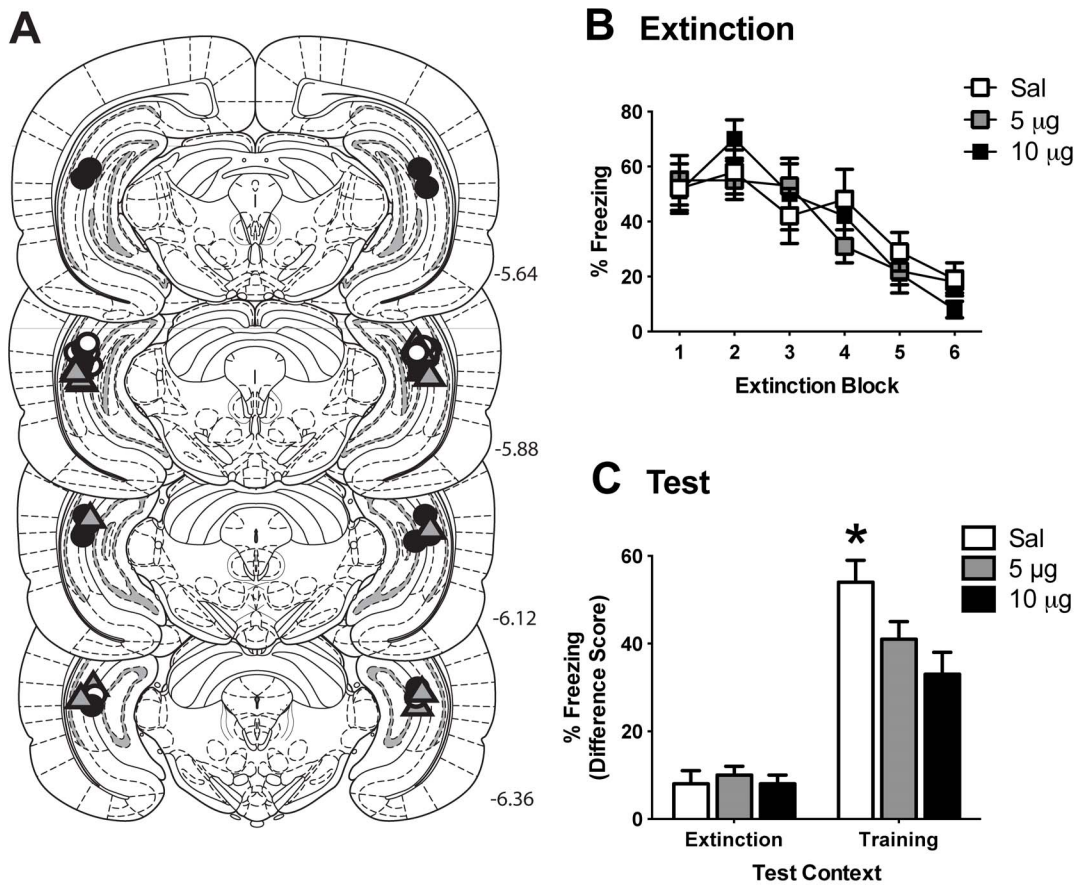 A
-5.64
-5.88
-6.12
-6.36
B Extinction
Sal
5 µg
10 µg
80
60
40
20
0
% Freezing
1 2 3 4 5 6
Extinction Block
C Test
*
Sal
5 µg
10 µg
60
40
20
0
% Freezing
(Difference Score)
Extinction Training
Test Context